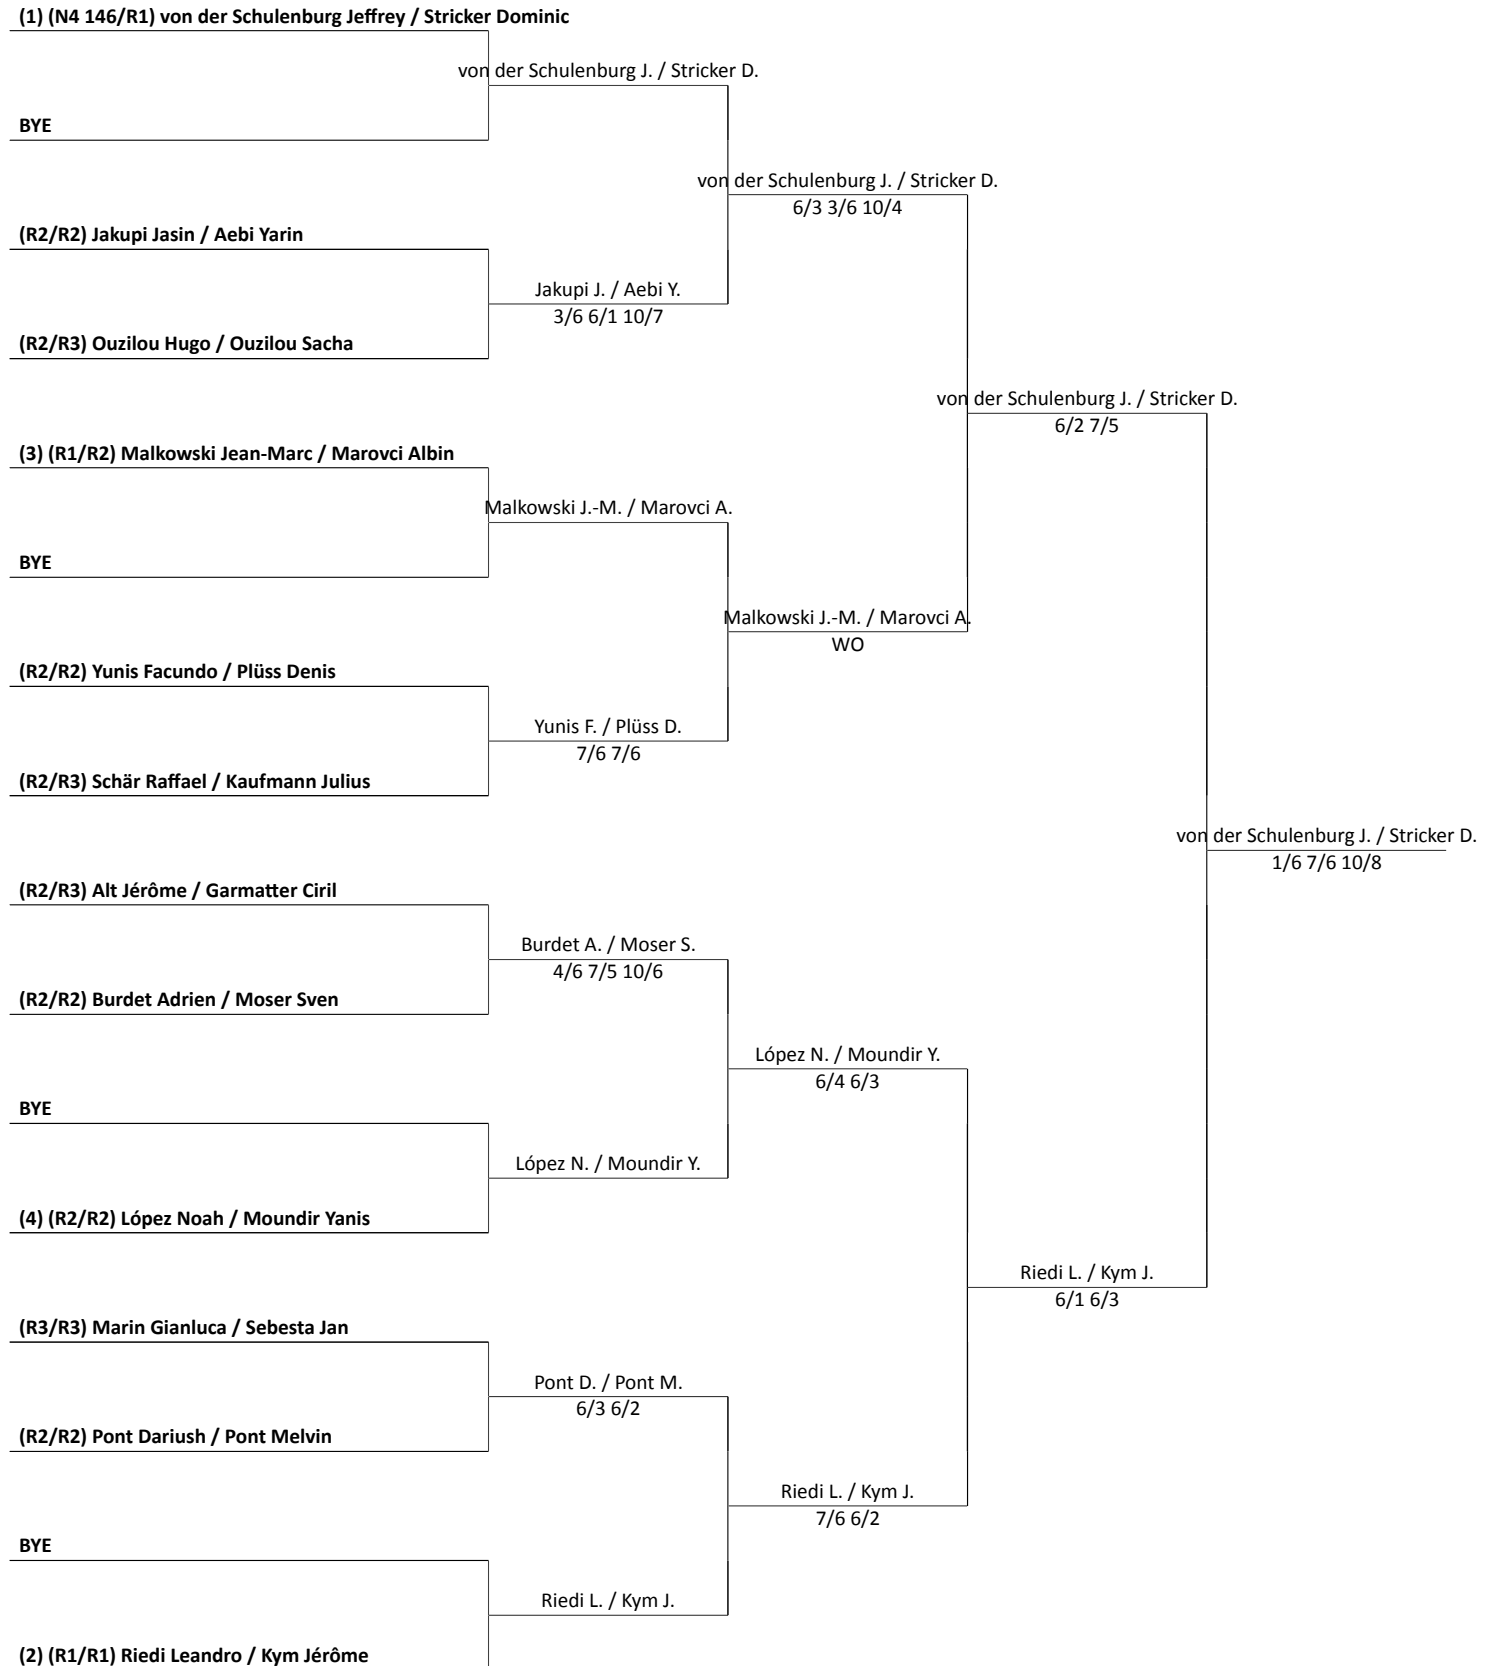 (1) (N4 146/R1) von der Schulenburg Jeffrey / Stricker Dominic
von der Schulenburg J. / Stricker D.
BYE
von der Schulenburg J. / Stricker D.
6/3 3/6 10/4
(R2/R2) Jakupi Jasin / Aebi Yarin
Jakupi J. / Aebi Y.
3/6 6/1 10/7
(R2/R3) Ouzilou Hugo / Ouzilou Sacha
von der Schulenburg J. / Stricker D.
6/2 7/5
(3) (R1/R2) Malkowski Jean-Marc / Marovci Albin
Malkowski J.-M. / Marovci A.
BYE
Malkowski J.-M. / Marovci A.
WO
(R2/R2) Yunis Facundo / Plüss Denis
Yunis F. / Plüss D.
7/6 7/6
(R2/R3) Schär Raffael / Kaufmann Julius
von der Schulenburg J. / Stricker D.
1/6 7/6 10/8
(R2/R3) Alt Jérôme / Garmatter Ciril
Burdet A. / Moser S.
4/6 7/5 10/6
(R2/R2) Burdet Adrien / Moser Sven
López N. / Moundir Y.
6/4 6/3
BYE
López N. / Moundir Y.
(4) (R2/R2) López Noah / Moundir Yanis
Riedi L. / Kym J.
6/1 6/3
(R3/R3) Marin Gianluca / Sebesta Jan
Pont D. / Pont M.
6/3 6/2
(R2/R2) Pont Dariush / Pont Melvin
Riedi L. / Kym J.
7/6 6/2
BYE
Riedi L. / Kym J.
(2) (R1/R1) Riedi Leandro / Kym Jérôme